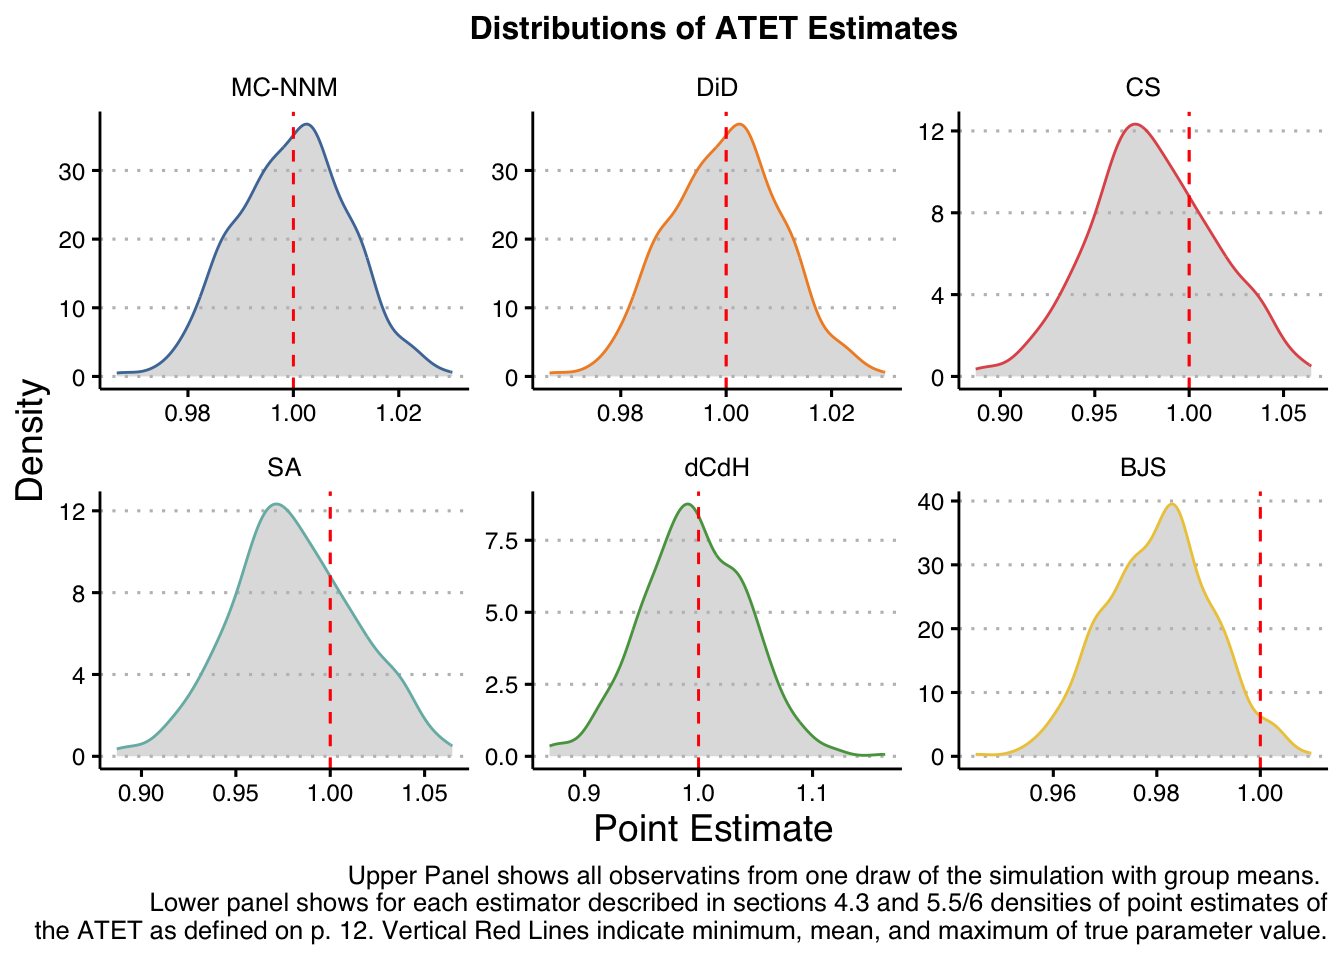 Distributions of ATET Estimates
MC-NNM
DiD
CS
30
20
10
0
0.98 1.00 1.02
30
20
10
0
0.98 1.00 1.02
12
8
4
0
0.90 0.95 1.00 1.05
Density
SA
dCdH
BJS
12
8
4
0
0.90 0.95 1.00 1.05
7.5
5.0
2.5
0.0
0.9 1.0 1.1
40
30
20
10
0
0.96 0.98 1.00
Point Estimate
Upper Panel shows all observatins from one draw of the simulation with group means.
Lower panel shows for each estimator described in sections 4.3 and 5.5/6 densities of point estimates of
the ATET as defined on p. 12. Vertical Red Lines indicate minimum, mean, and maximum of true parameter value.